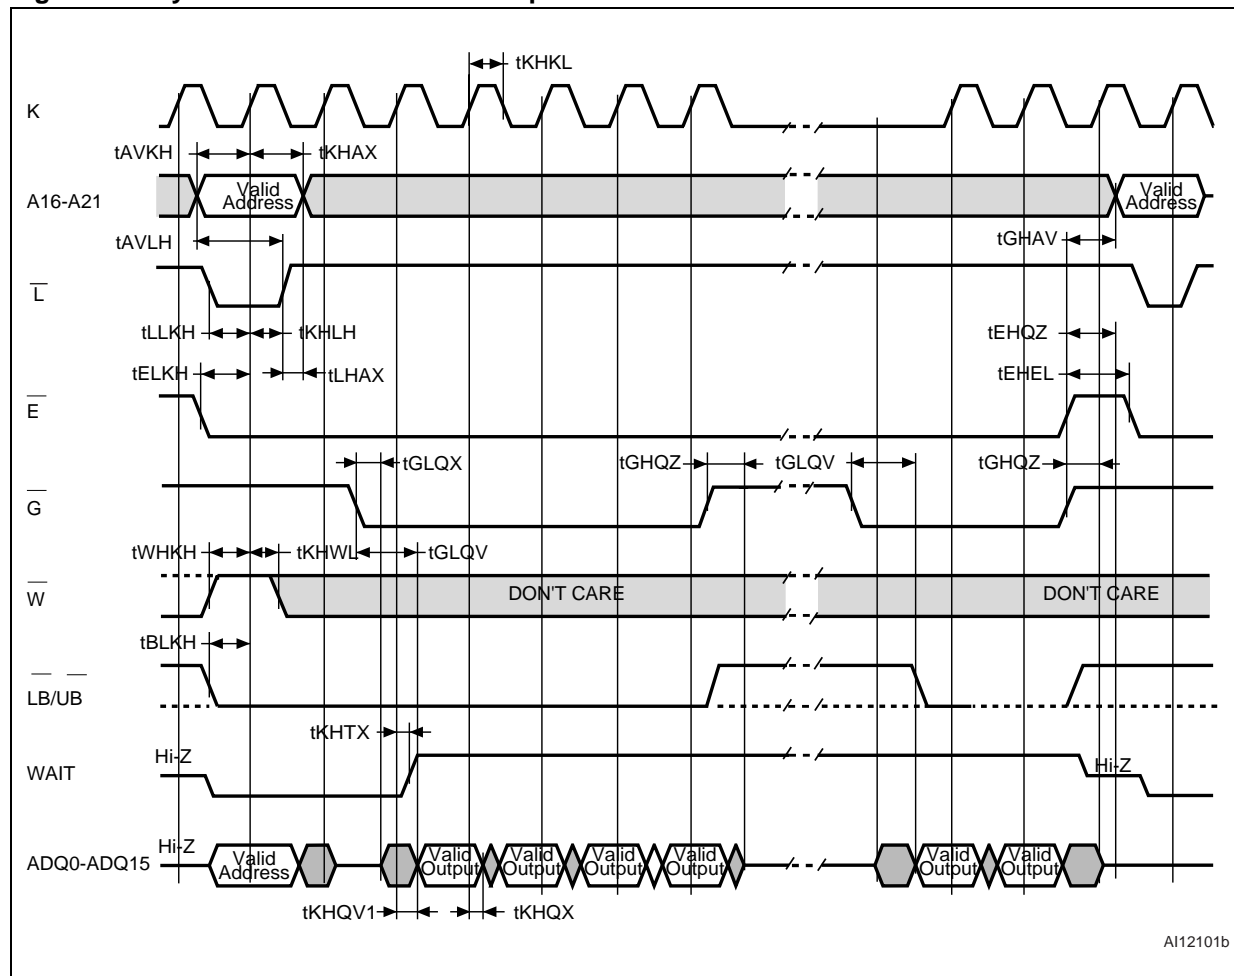 tKHKL
K
tAVKH
tKHAX
A16-A21
Valid
Address
Valid
Address
tAVLH
tGHAV
L
tLLKH
tKHLH
tEHQZ
tELKH
tLHAX
tEHEL
E
tGLQX
tGHQZ
tGLQV
tGHQZ
G
tWHKH
tKHWL
tGLQV
W
DON'T CARE
DON'T CARE
tBLKH
LB/UB
tKHTX
Hi-Z
WAIT
Hi-Z
Hi-Z
ADQ0-ADQ15
Valid
Address
Valid
Output
Valid
Output
Valid
Output
Valid
Output
Valid
Output
Valid
Output
tKHQV1
tKHQX
AI12101b